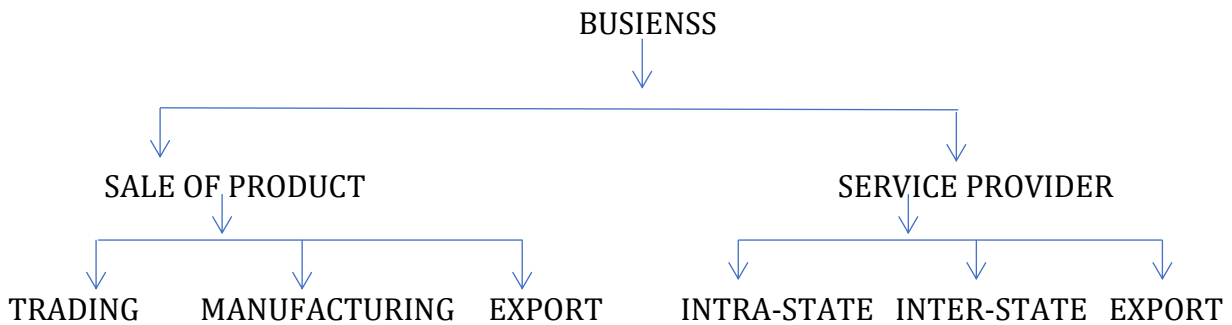 BUSIENSS
SALE OF PRODUCT SERVICE PROVIDER
TRADING MANUFACTURING EXPORT INTRA-STATE INTER-STATE EXPORT